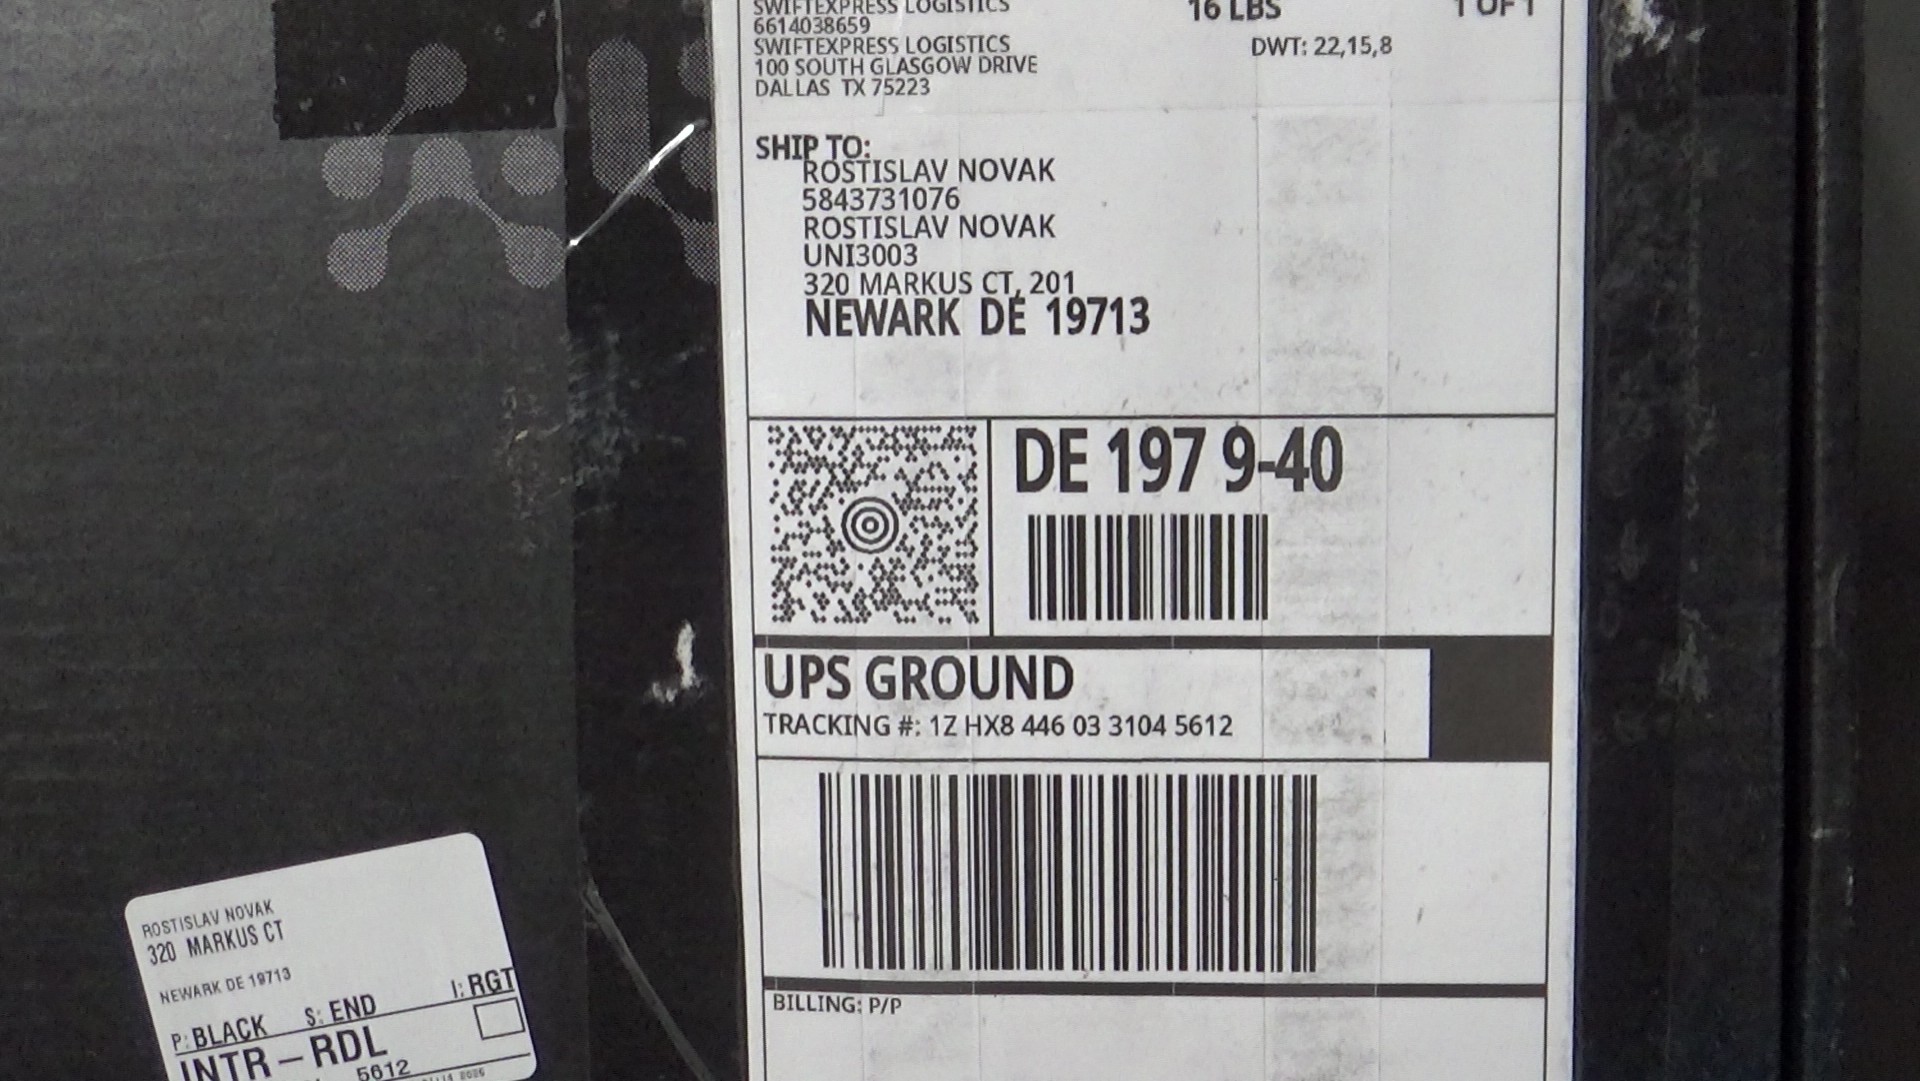 SWIFTEXPRESS LOGISTICS
6614038659
SWIFTEXPRESS LOGISTICS
100 SOUTH GLASGOW DRIVE
DALLAS TX 75223
16 LBS
1 OF 1
DWT: 22,15,8
SHIP TO:
ROSTISLAV NOVAK
5843731076
ROSTISLAV NOVAK
UNI3003
320 MARKUS CT, 201
NEWARK DE 19713
DE 197 9-40
UPS GROUND
TRACKING #: 1Z HX8 446 03 3104 5612
BILLING: P/P
ROSTISLAV NOVAK
320 MARKUS CT
NEWARK DE 19713
P: BLACK S: END I: RGT
INTR-RDL
5612